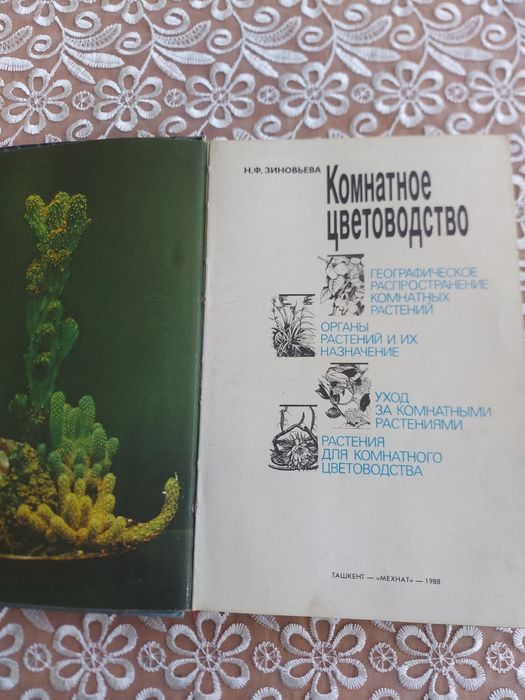 Н.Ф. ЗИНОВЬЕВА
Комнатное
цветоводство
ГЕОГРАФИЧЕСКОЕ
РАСПРОСТРАНЕНИЕ
КОМНАТНЫХ
РАСТЕНИЙ
ОРГАНЫ
РАСТЕНИЙ И ИХ
НАЗНАЧЕНИЕ
УХОД
ЗА КОМНАТНЫМИ
РАСТЕНИЯМИ
РАСТЕНИЯ
ДЛЯ КОМНАТНОГО
ЦВЕТОВОДСТВА
ТАШКЕНТ — «МЕХНАТ» — 1988